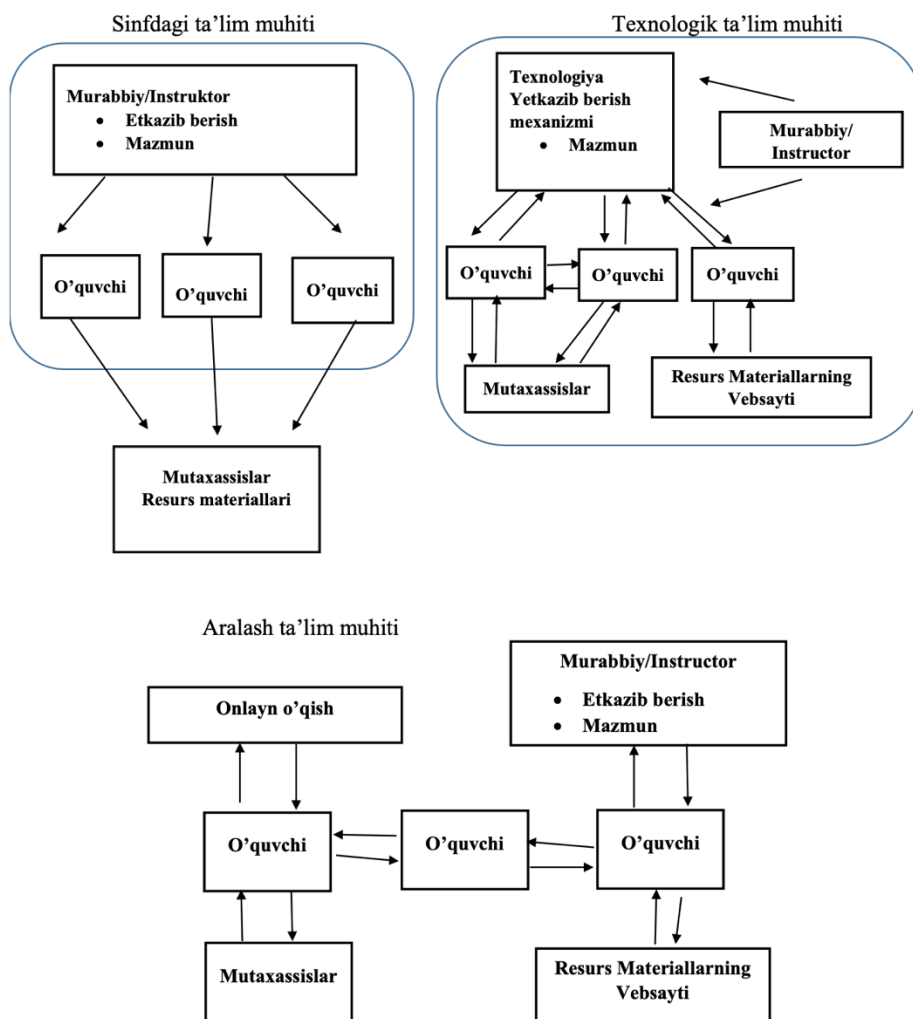 Sinfdagi ta’lim muhiti
Murabbiy/Instruktor
• Etkazib berish
• Mazmun
O’quvchi
O’quvchi
O’quvchi
Mutaxassislar
Resurs materiallari
Texnologik ta’lim muhiti
Texnologiya
Yetkazib berish
mexanizmi
• Mazmun
Murabbiy/
Instructor
O’quvchi
O’quvchi
O’quvchi
Mutaxassislar
Resurs Materiallarning
Vebsayti
Aralash ta’lim muhiti
Onlayn o’qish
Murabbiy/Instructor
• Etkazib berish
• Mazmun
O’quvchi
O’quvchi
O’quvchi
Mutaxassislar
Resurs Materiallarning
Vebsayti